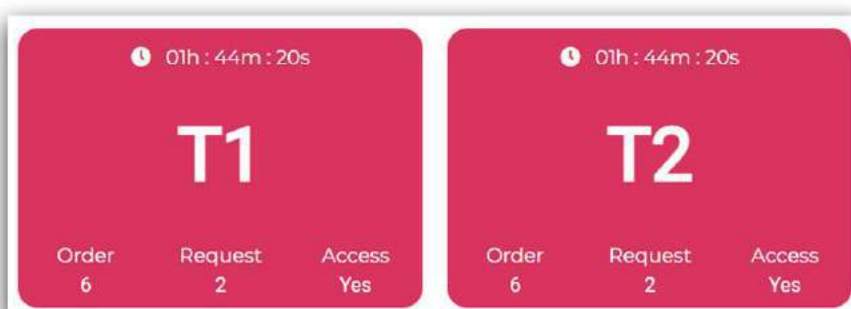 01h : 44m : 20s
T1
Order Request Access
6 2 Yes
01h : 44m : 20s
T2
Order Request Access
6 2 Yes